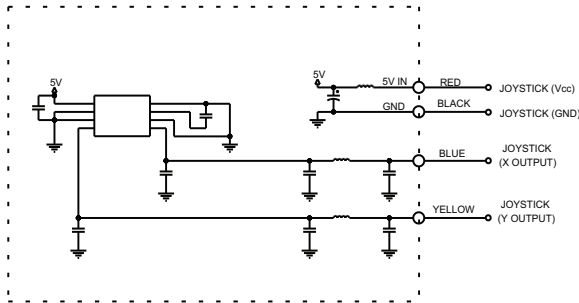 5V
5V
5V IN
RED
JOYSTICK (Vcc)
GND
BLACK
JOYSTICK (GND)
BLUE
JOYSTICK
(X OUTPUT)
YELLOW
JOYSTICK
(Y OUTPUT)